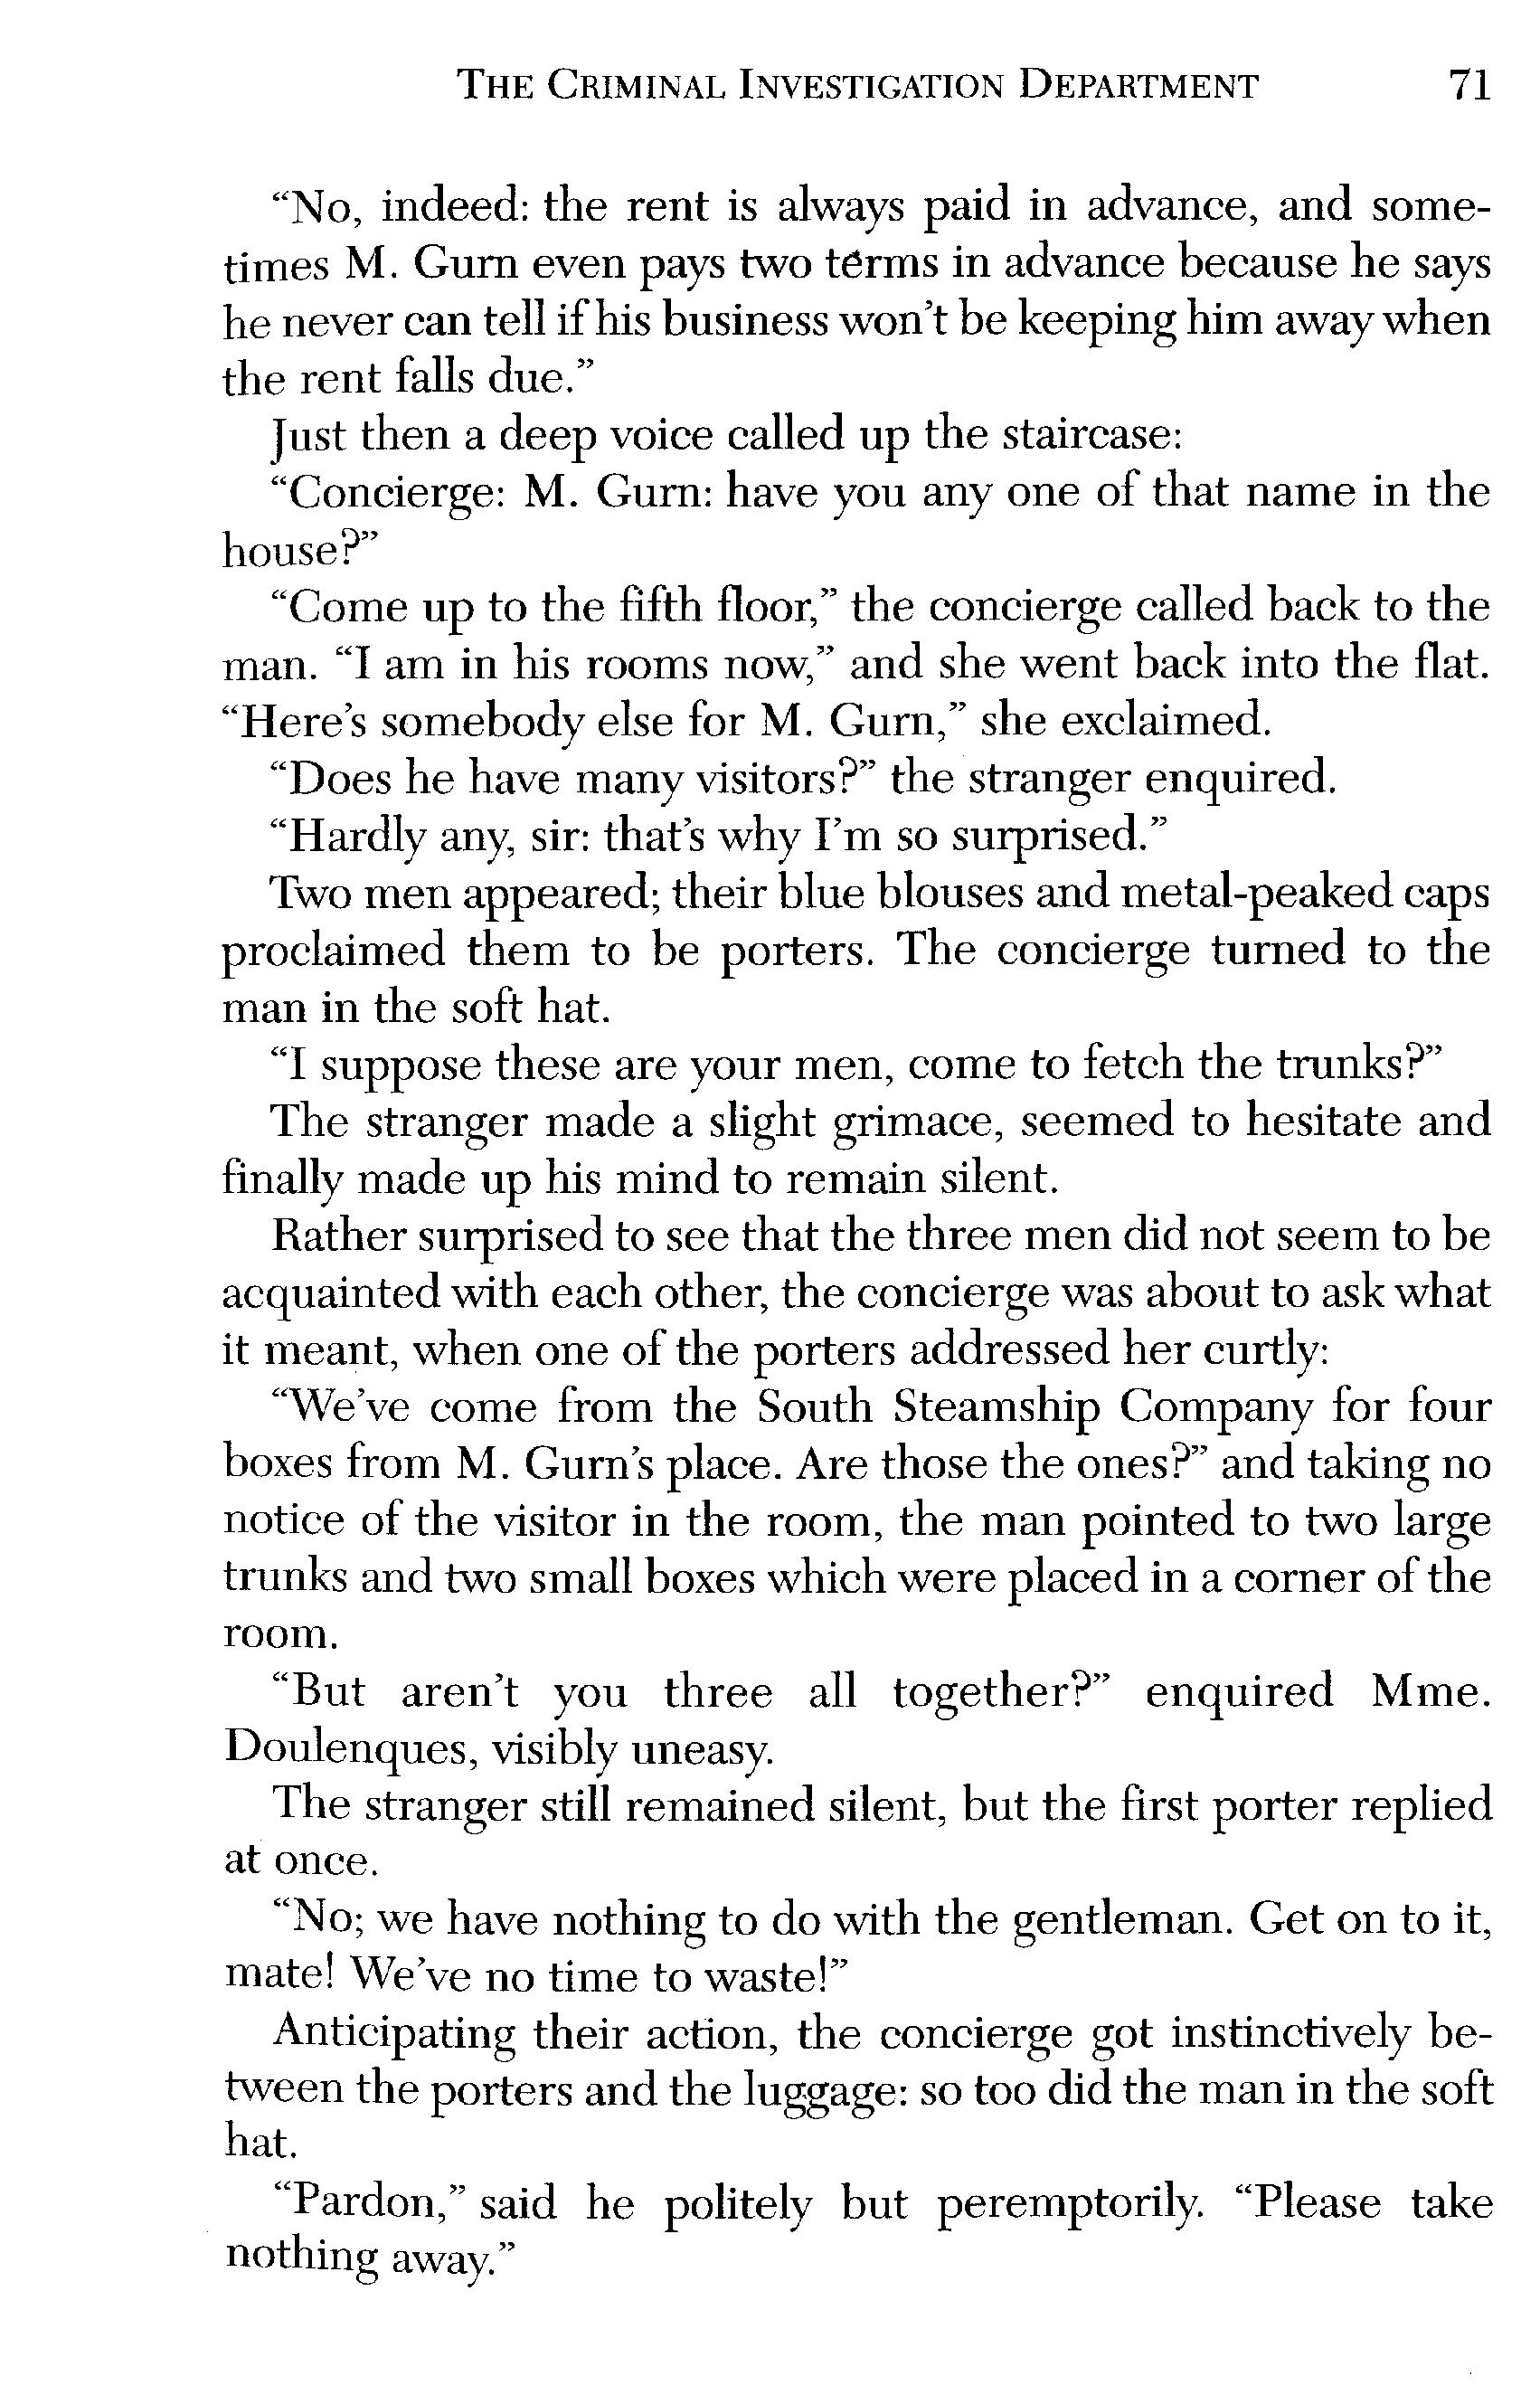 THE CRIMINAL INVESTIGATION DEPARTMENT 71
“No, indeed: the rent is always paid in advance, and some-
times M. Gurn even pays two terms in advance because he says
he never can tell if his business won’t be keeping him away when
the rent falls due.”
Just then a deep voice called up the staircase:
“Concierge: M. Gurn: have you any one of that name in the
house?”
“Come up to the fifth floor,” the concierge called back to the
man. “I am in his rooms now,” and she went back into the flat.
“Here’s somebody else for M. Gurn,” she exclaimed.
“Does he have many visitors?” the stranger enquired.
“Hardly any, sir: that’s why I’m so surprised.”
Two men appeared; their blue blouses and metal-peaked caps
proclaimed them to be porters. The concierge turned to the
man in the soft hat.
“I suppose these are your men, come to fetch the trunks?”
The stranger made a slight grimace, seemed to hesitate and
finally made up his mind to remain silent.
Rather surprised to see that the three men did not seem to be
acquainted with each other, the concierge was about to ask what
it meant, when one of the porters addressed her curtly:
“We’ve come from the South Steamship Company for four
boxes from M. Gurn’s place. Are those the ones?” and taking no
notice of the visitor in the room, the man pointed to two large
trunks and two small boxes which were placed in a corner of the
room.
“But aren’t you three all together?” enquired Mme.
Doulenques, visibly uneasy.
The stranger still remained silent, but the first porter replied
at once.
“No; we have nothing to do with the gentleman. Get on to it,
mate! We’ve no time to waste!”
Anticipating their action, the concierge got instinctively be-
tween the porters and the luggage: so too did the man in the soft
hat.
“Pardon,” said he politely but peremptorily. “Please take
nothing away.”